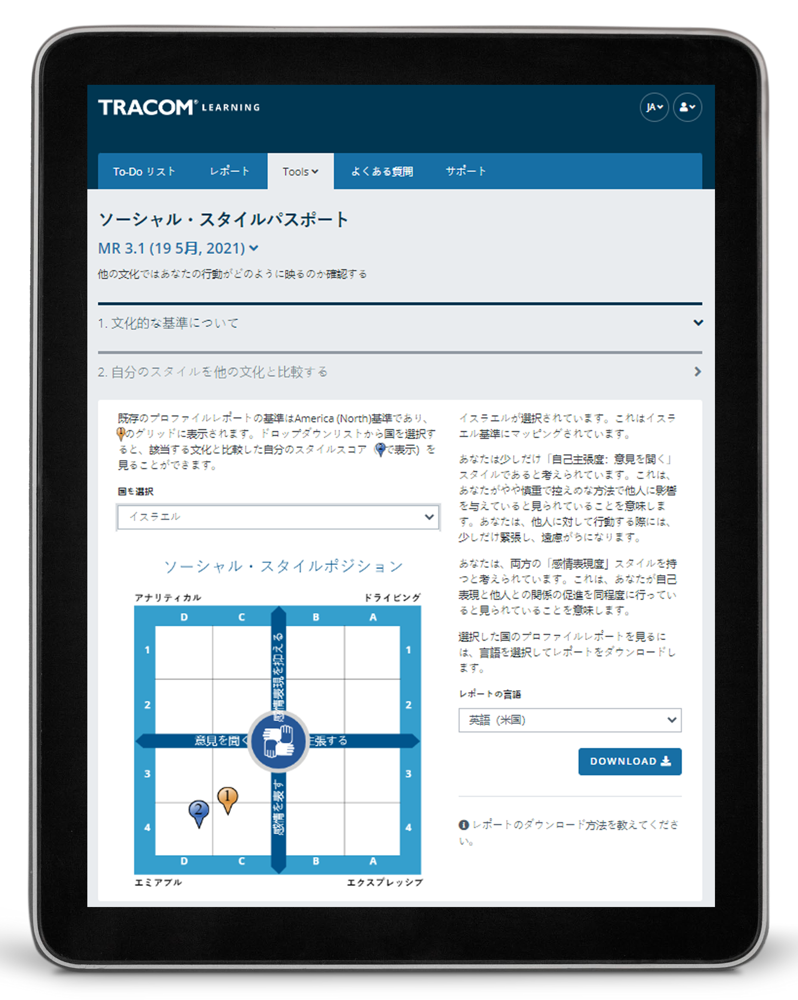 TRACOM® LEARNING
JA
To-Do リスト
レポート
Tools
よくある質問
サポート
ソーシャル・スタイルパスポート
MR 3.1 (19 5月, 2021)
他の文化ではあなたの行動がどのように映るのか確認する
1. 文化的な基準について
2. 自分のスタイルを他の文化と比較する
既存のプロファイルレポートの基準はAmerica (North)基準であり、
1のグリッドに表示されます。ドロップダウンリストから国を選択す
ると、該当する文化と比較した自分のスタイルスコア（2で表示）を
見ることができます。
国を選択
イスラエル
ソーシャル・スタイルポジション
アナリティカル
ドライビング
D C B A
1 1
2 2
感情表現を抑える
意見を聞く
主張する
3 3
1
2
感情を表す
4 4
D C B A
エミアブル
エクスプレッシブ
イスラエルが選択されています。これはイスラ
エル基準にマッピングされています。
あなたは少しだけ「自己主張度：意見を聞く」
スタイルであると考えられています。これは、
あなたがやや慎重で控えめな方法で他人に影響
を与えていると見られていることを意味しま
す。あなたは、他人に対して行動する際には、
少しだけ緊張し、遠慮がちになります。
あなたは、両方の「感情表現度」スタイルを持
つと考えられています。これは、あなたが自己
表現と他人との関係の促進を同程度に行ってい
ると見られていることを意味します。
選択した国のプロファイルレポートを見るに
は、言語を選択してレポートをダウンロードし
ます。
レポートの言語
英語（米国）
DOWNLOAD
レポートのダウンロード方法を教えてくださ
い。